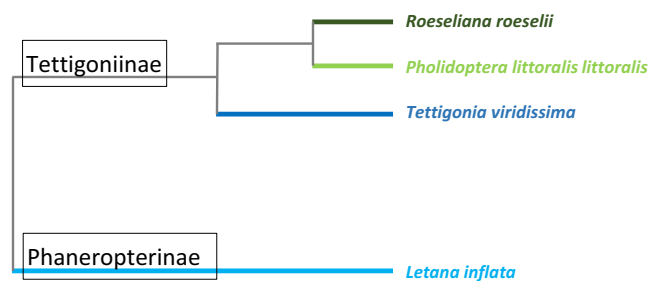 Roeseliana roeselii
Tettigoniinae
Pholidoptera littoralis littoralis
Tettigonia viridissima
Phaneropterinae
Letana inflata